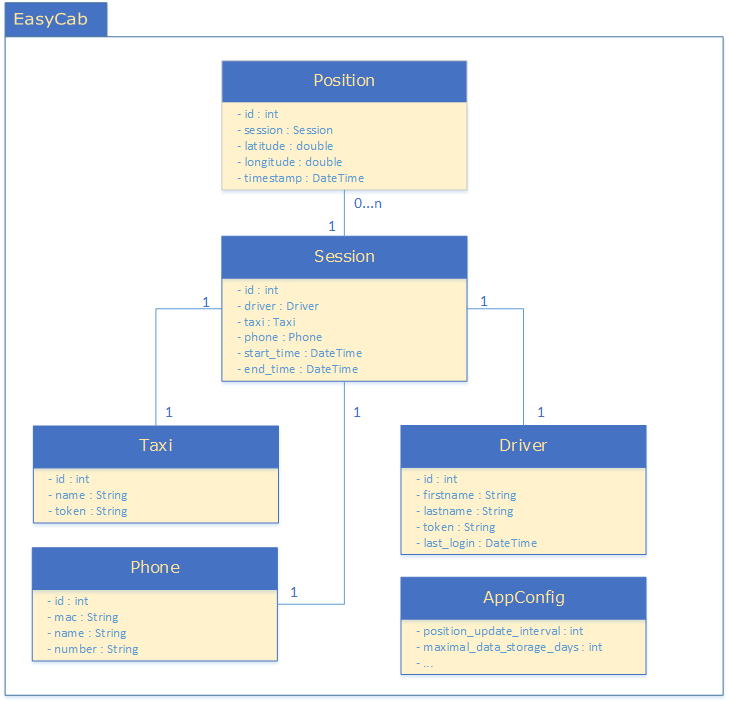 EasyCab
Position
- id : int
- session : Session
- latitude : double
- longitude : double
- timestamp : DateTime
0...n
1
Session
- id : int
- driver : Driver
- taxi : Taxi
- phone : Phone
- start_time : DateTime
- end_time : DateTime
1
1
1
1
1
Taxi
- id : int
- name : String
- token : String
Driver
- id : int
- firstname : String
- lastname : String
- token : String
- last_login : DateTime
Phone
- id : int
- mac : String
- name : String
- number : String
1
AppConfig
- position_update_interval : int
- maximal_data_storage_days : int
- ...